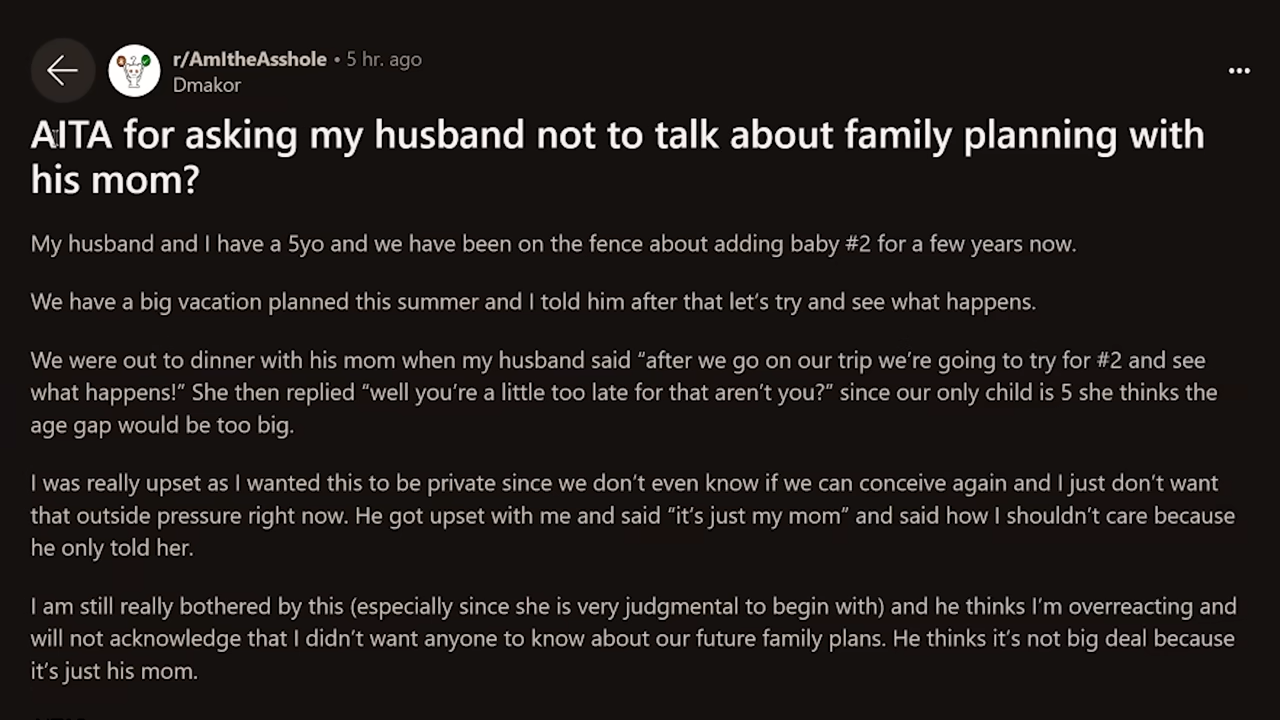 r/AmItheAsshole • 5 hr. ago
Dmakor
AITA for asking my husband not to talk about family planning with
his mom?
My husband and I have a 5yo and we have been on the fence about adding baby #2 for a few years now.
We have a big vacation planned this summer and I told him after that let’s try and see what happens.
We were out to dinner with his mom when my husband said “after we go on our trip we’re going to try for #2 and see
what happens!” She then replied “well you’re a little too late for that aren’t you?” since our only child is 5 she thinks the
age gap would be too big.
I was really upset as I wanted this to be private since we don’t even know if we can conceive again and I just don’t want
that outside pressure right now. He got upset with me and said “it’s just my mom” and said how I shouldn’t care because
he only told her.
I am still really bothered by this (especially since she is very judgmental to begin with) and he thinks I’m overreacting and
will not acknowledge that I didn’t want anyone to know about our future family plans. He thinks it’s not big deal because
it’s just his mom.